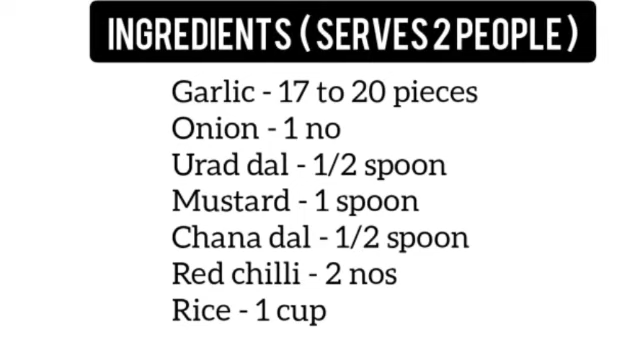 INGREDIENTS ( SERVES 2 PEOPLE )
Garlic - 17 to 20 pieces
Onion - 1 no
Urad dal - 1/2 spoon
Mustard - 1 spoon
Chana dal - 1/2 spoon
Red chilli - 2 nos
Rice - 1 cup